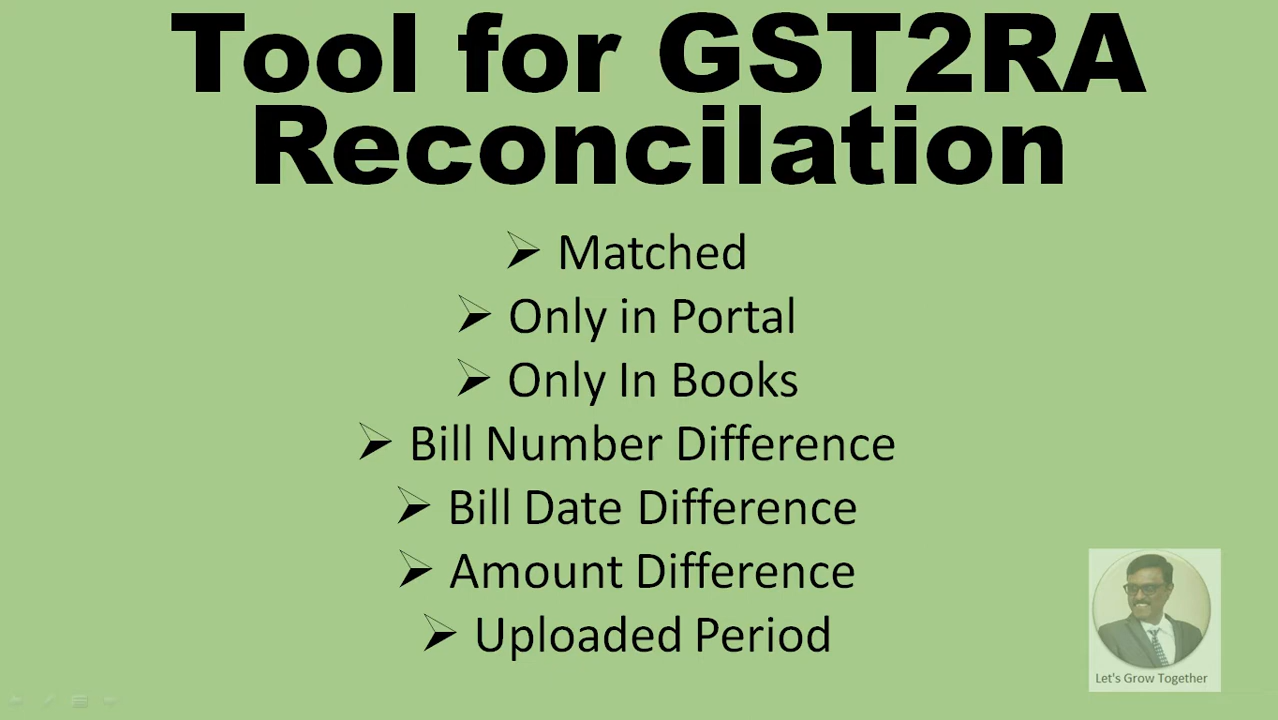 Tool for GST2RA
Reconcilation
Matched
Only in Portal
Only In Books
Bill Number Difference
Bill Date Difference
Amount Difference
Uploaded Period
Let's Grow Together